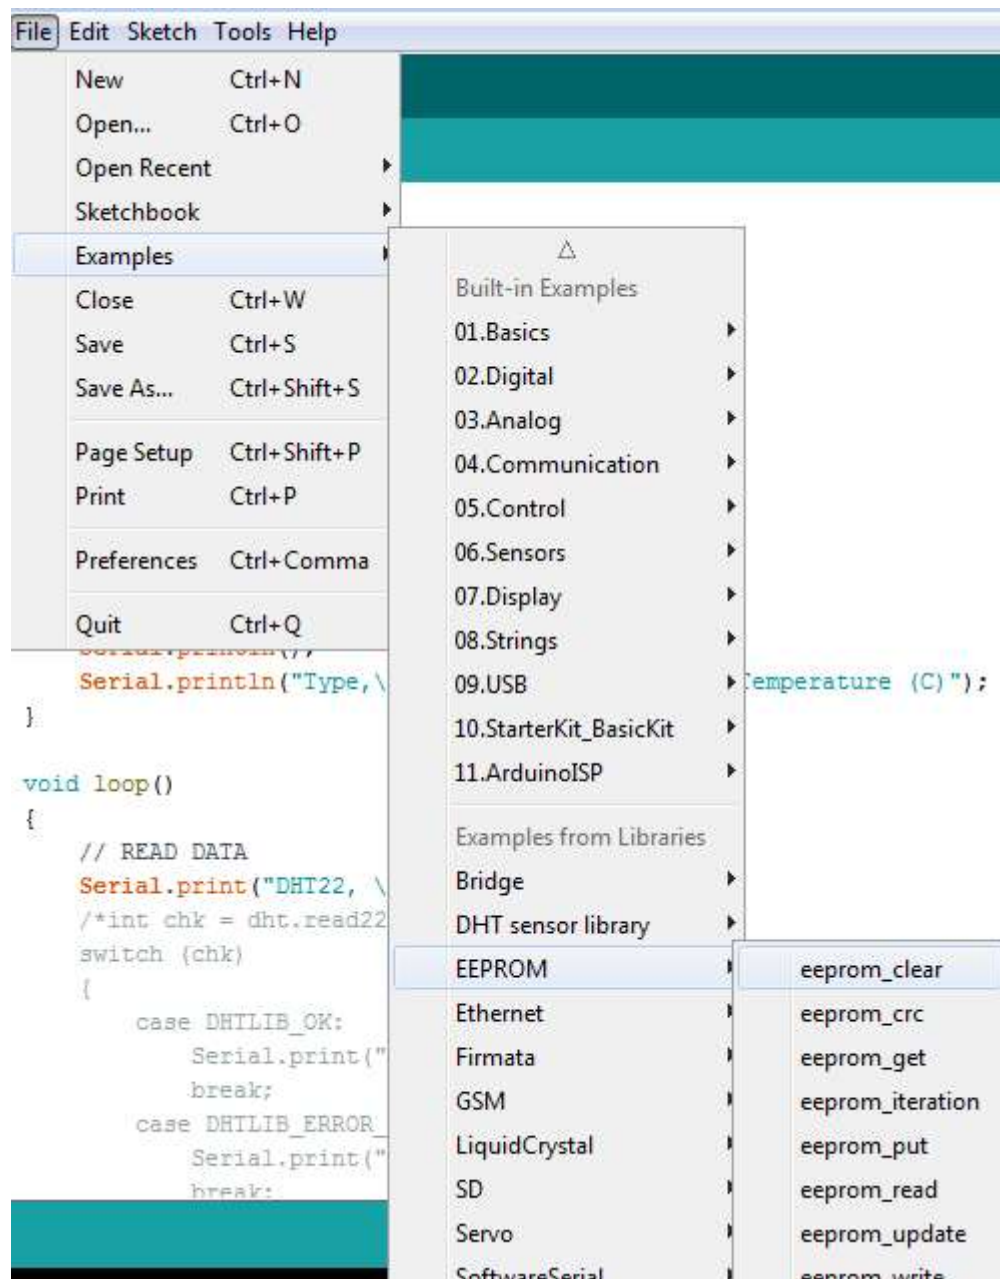 File Edit Sketch Tools Help
New Ctrl+N
Open... Ctrl+O
Open Recent
Sketchbook
Examples
Close Ctrl+W
Save Ctrl+S
Save As... Ctrl+Shift+S
Page Setup Ctrl+Shift+P
Print Ctrl+P
Preferences Ctrl+Comma
Quit Ctrl+Q
Built-in Examples
01.Basics
02.Digital
03.Analog
04.Communication
05.Control
06.Sensors
07.Display
08.Strings
09.USB
10.StarterKit_BasicKit
11.ArduinoISP
Examples from Libraries
Bridge
DHT sensor library
EEPROM
Ethernet
Firmata
GSM
LiquidCrystal
SD
Servo
SoftwareSerial
eeprom_clear
eeprom_crc
eeprom_get
eeprom_iteration
eeprom_put
eeprom_read
eeprom_update
eeprom_write
Serial.println();
Serial.println("Type,\ Temperature (C)");
}
void loop()
{
// READ DATA
Serial.print("DHT22, \
/*int chk = dht.read22
switch (chk)
{
case DHTLIB_OK:
Serial.print("
break;
case DHTLIB_ERROR_
Serial.print("
break;